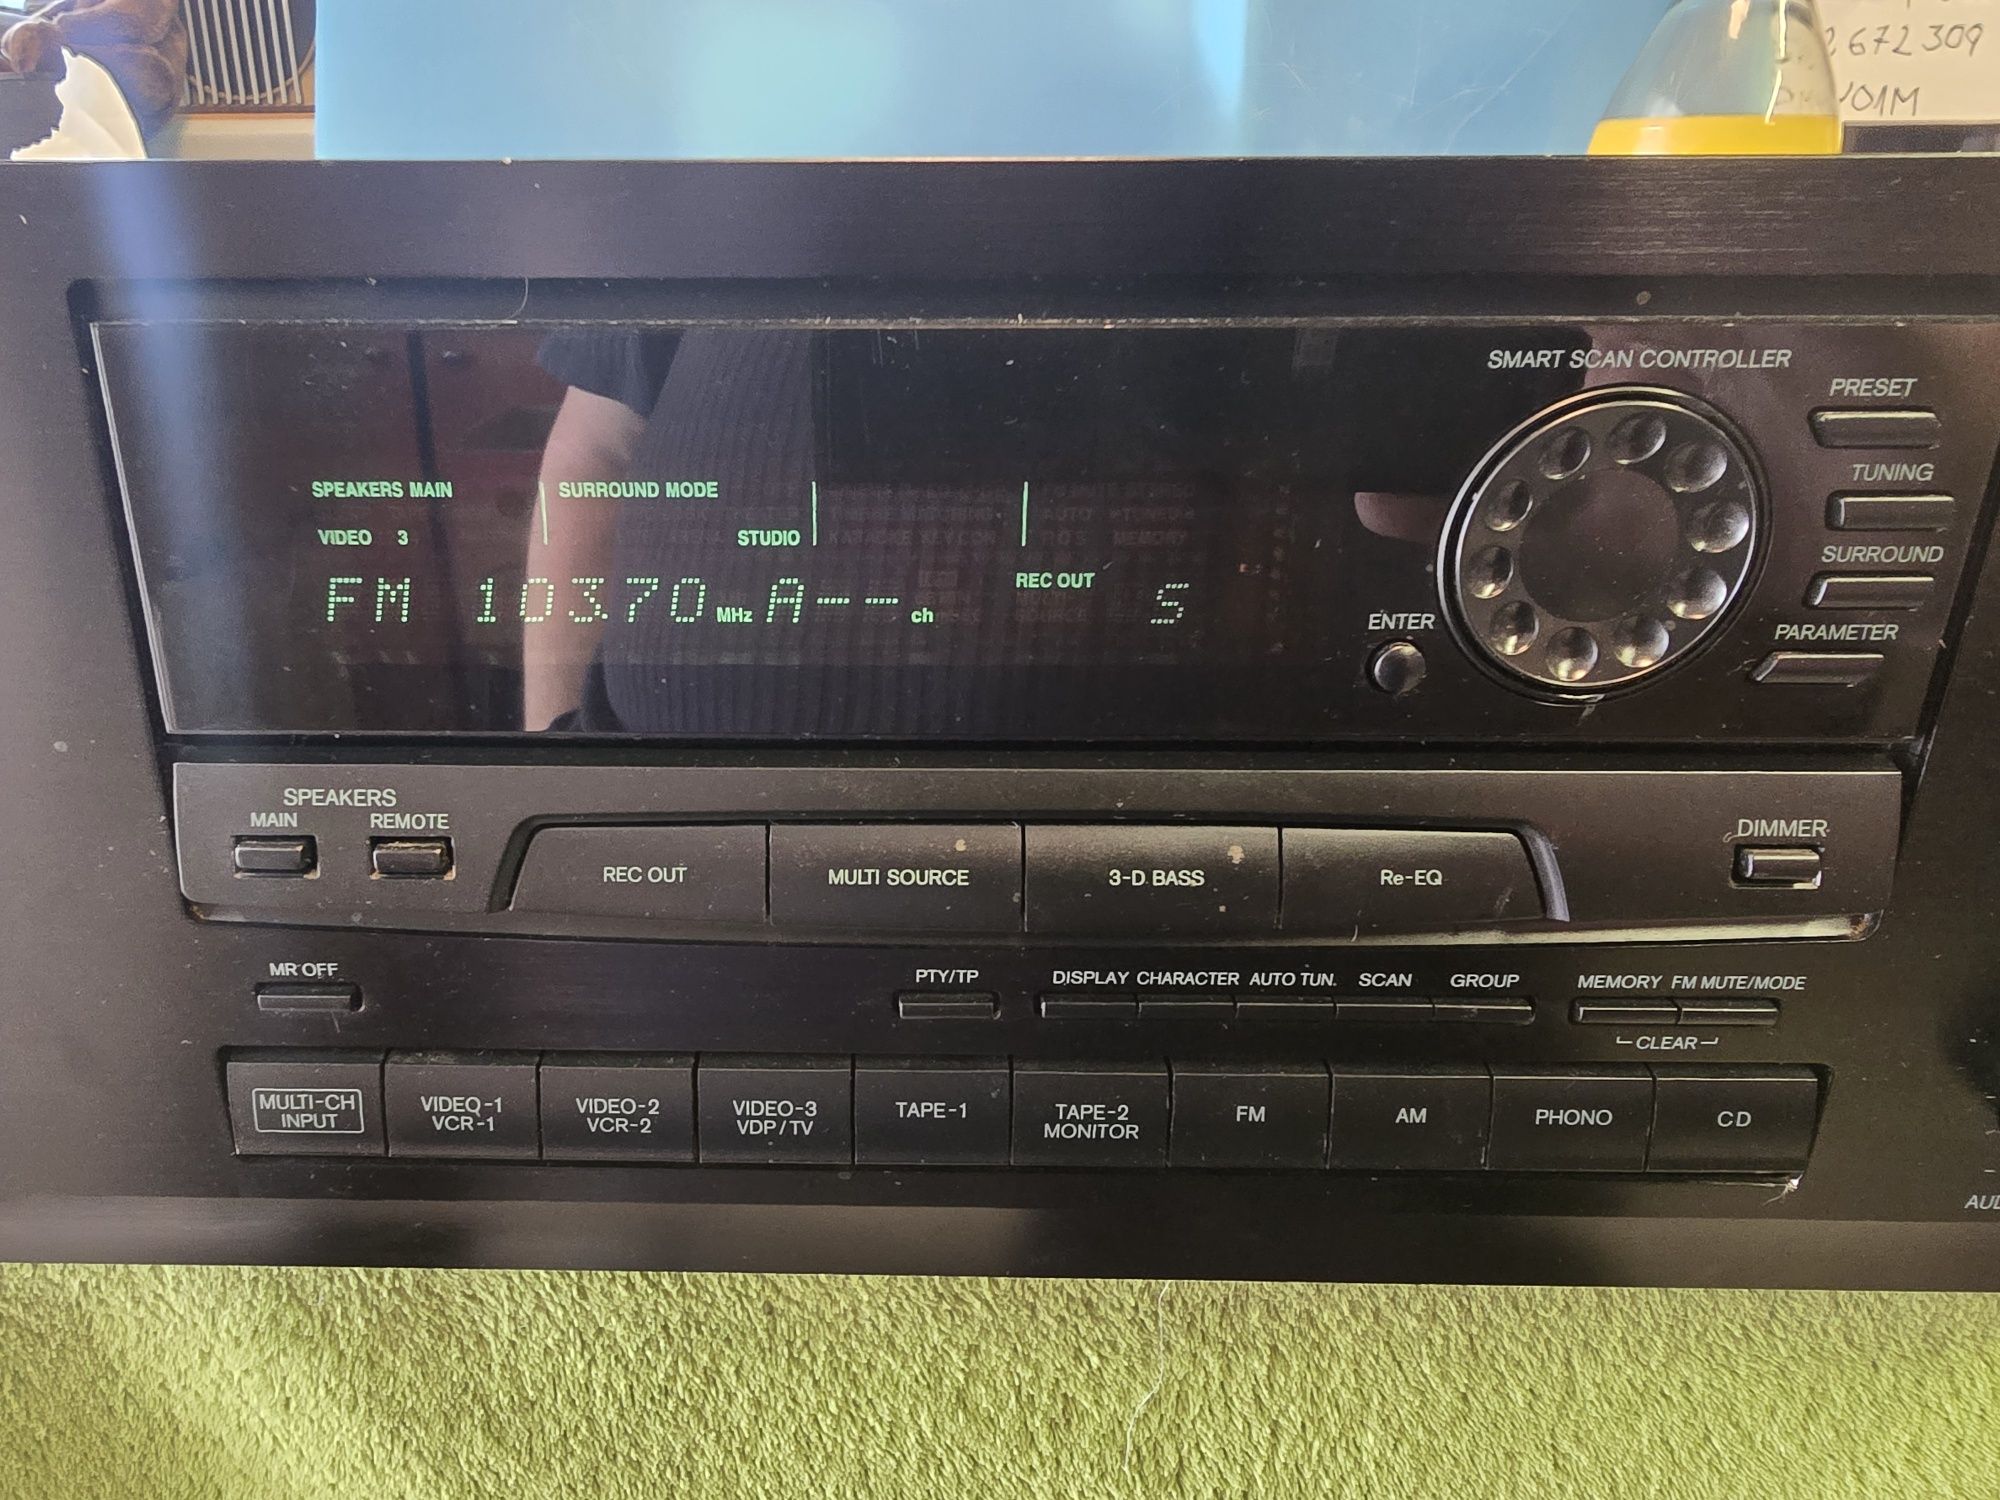 2672309
01M
SMART SCAN CONTROLLER
PRESET
TUNING
SURROUND
PARAMETER
ENTER
SPEAKERS MAIN
SURROUND MODE
VIDEO 3
STUDIO
FM 103.70 MHz A-- ch
REC OUT
S
SPEAKERS
MAIN REMOTE
REC OUT
MULTI SOURCE
3-D BASS
Re-EQ
DIMMER
MR OFF
PTY/TP
DISPLAY CHARACTER AUTO TUN. SCAN GROUP
MEMORY FM MUTE/MODE
CLEAR
MULTI-CH
INPUT
VIDEO-1
VCR-1
VIDEO-2
VCR-2
VIDEO-3
VDP/TV
TAPE-1
TAPE-2
MONITOR
FM
AM
PHONO
CD